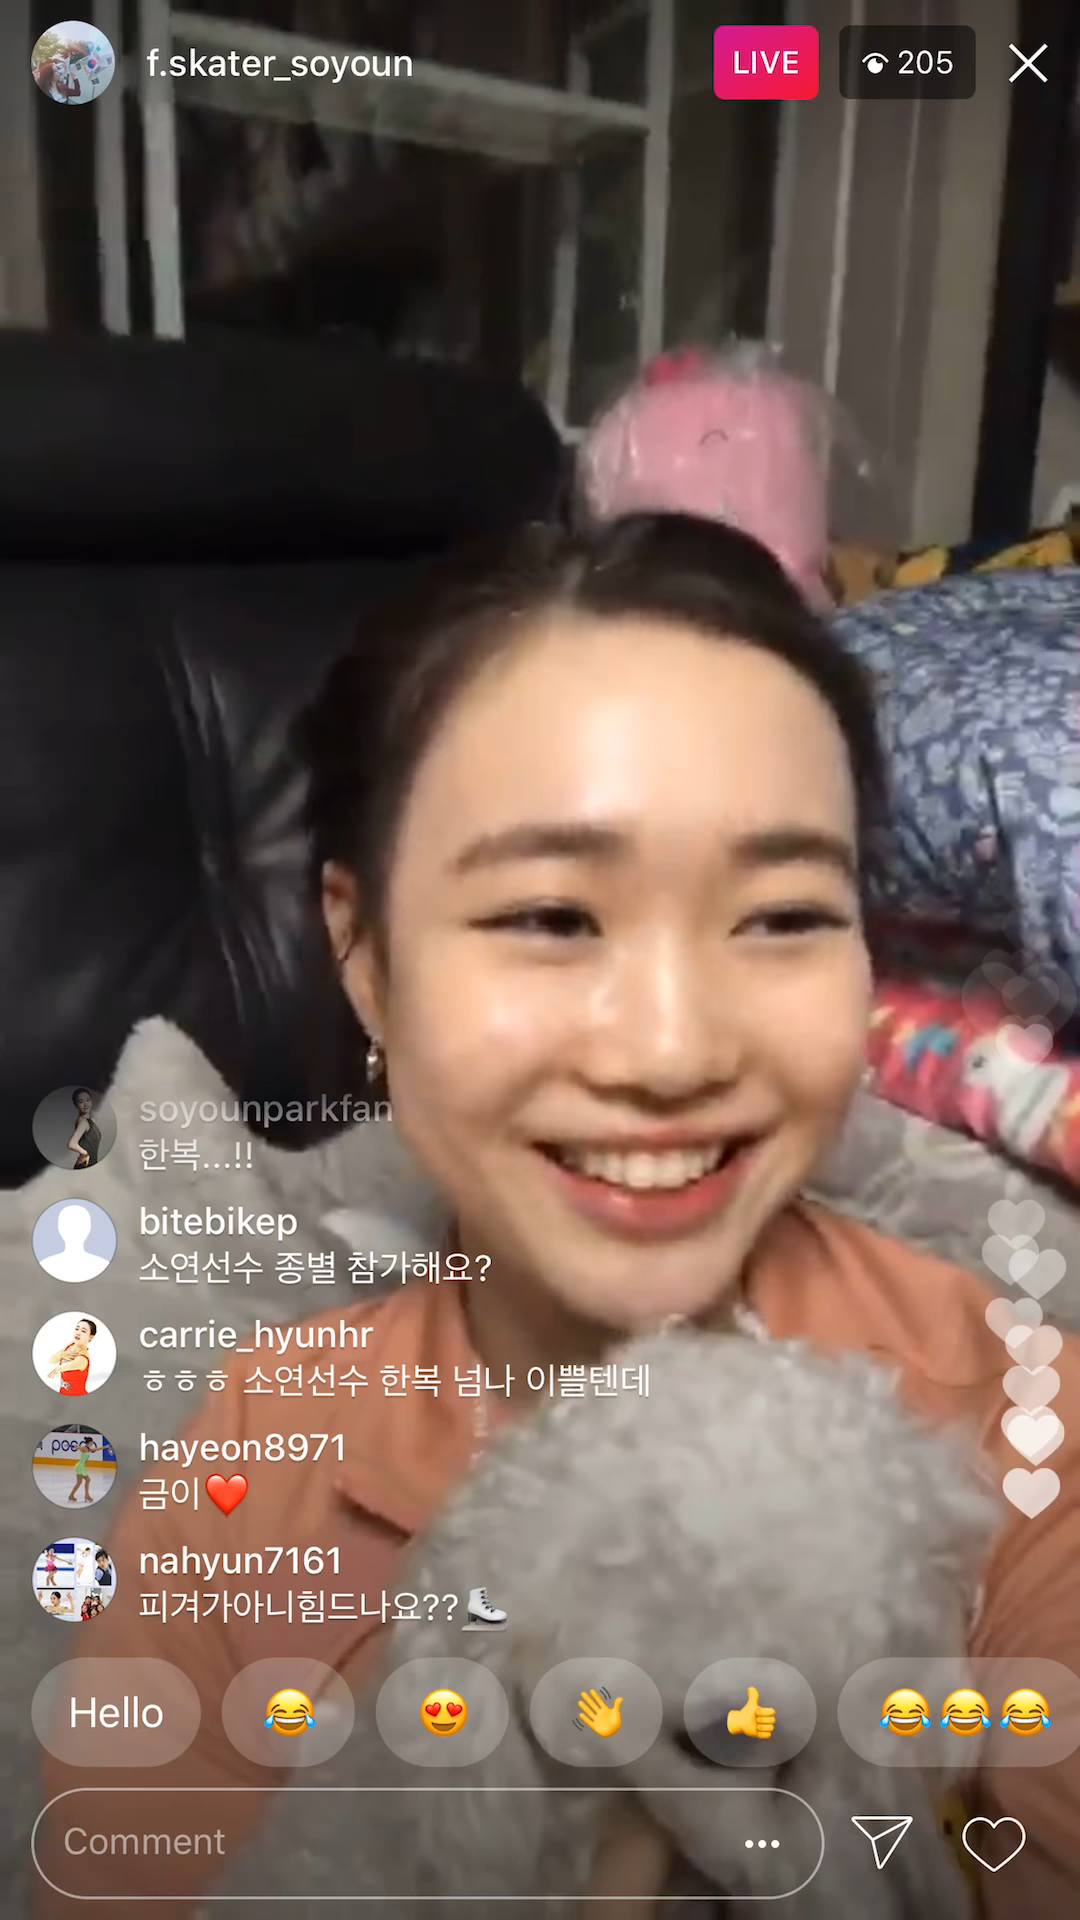 f.skater_soyoun
LIVE
205
soyounparkfan
한복...!!
bitebikep
소연선수 종별 참가해요?
carrie_hyunhr
ㅎㅎㅎ 소연선수 한복 넘나 이쁠텐데
hayeon8971
금이❤️
nahyun7161
피겨가아니힘드나요??⛸️
Hello 😂 😍 👋 👍 😂😂😂
Comment